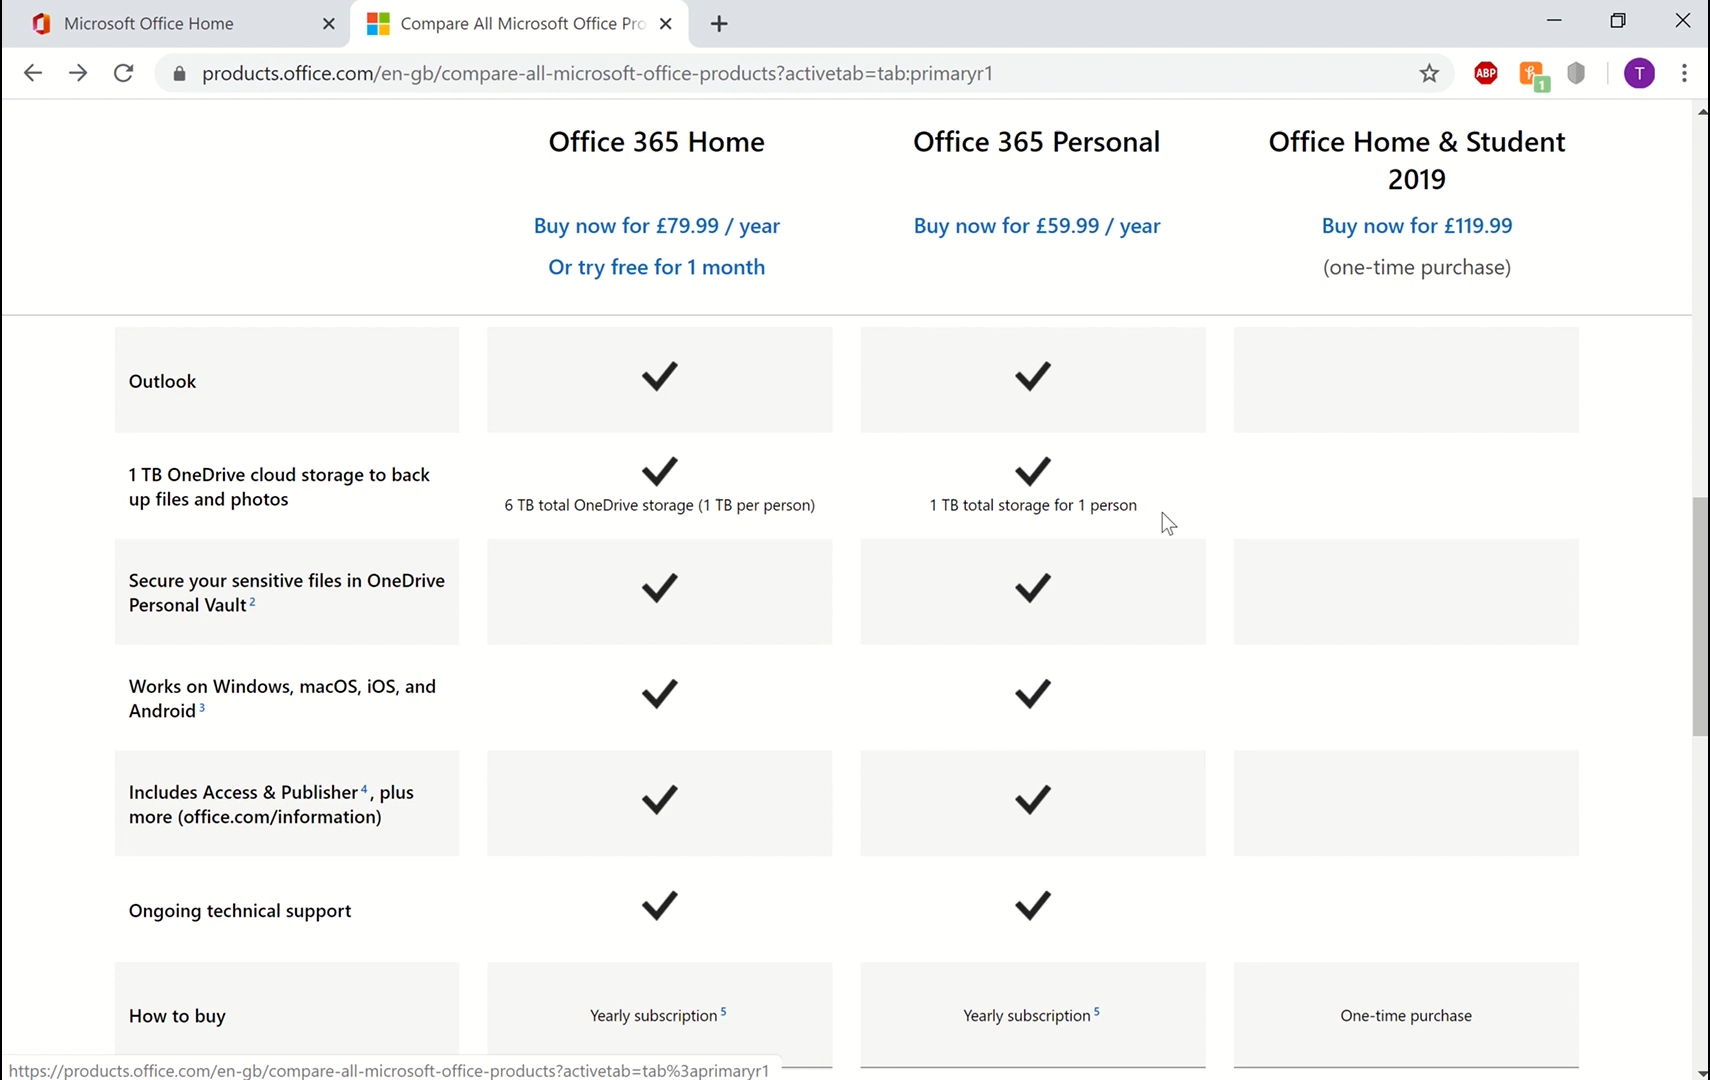 Microsoft Office Home
Compare All Microsoft Office Pro
products.office.com/en-gb/compare-all-microsoft-office-products?activetab=tab:primaryr1
ABP
1
T
Office 365 Home
Office 365 Personal
Office Home & Student
2019
Buy now for £79.99 / year
Buy now for £59.99 / year
Buy now for £119.99
Or try free for 1 month
(one-time purchase)
Outlook
1 TB OneDrive cloud storage to back
up files and photos
6 TB total OneDrive storage (1 TB per person)
1 TB total storage for 1 person
Secure your sensitive files in OneDrive
Personal Vault 2
Works on Windows, macOS, iOS, and
Android 3
Includes Access & Publisher 4, plus
more (office.com/information)
Ongoing technical support
How to buy
Yearly subscription 5
Yearly subscription 5
One-time purchase
https://products.office.com/en-gb/compare-all-microsoft-office-products?activetab=tab%3aprimaryr1